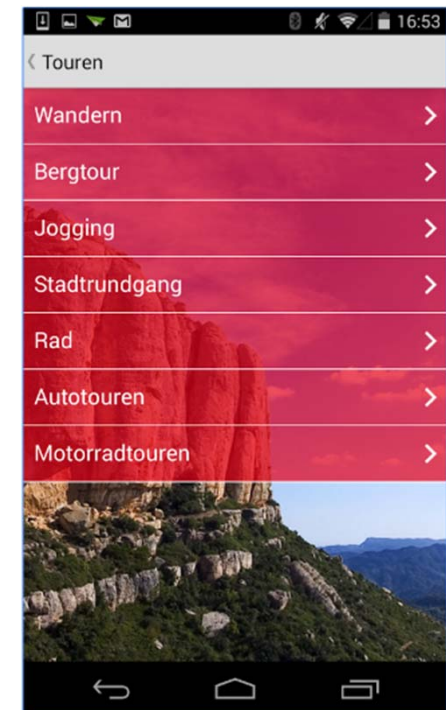 16:53
Touren
Wandern
Bergtour
Jogging
Stadtrundgang
Rad
Autotouren
Motorradtouren